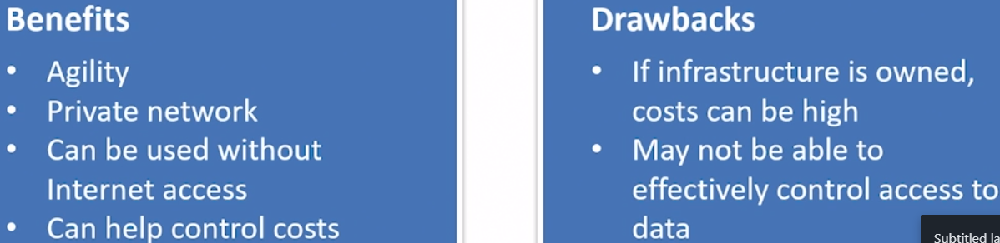 Benefits
• Agility
• Private network
• Can be used without
Internet access
• Can help control costs
Drawbacks
• If infrastructure is owned,
costs can be high
• May not be able to
effectively control access to
data
Subtitled